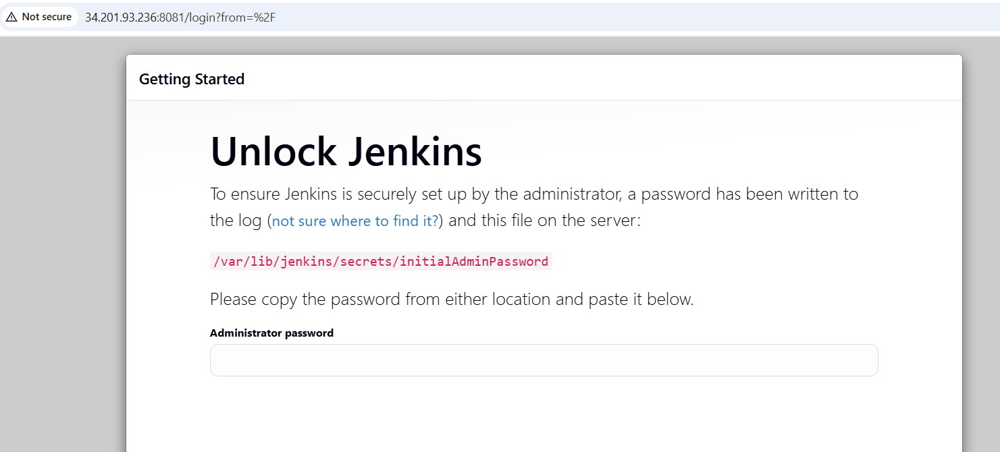 Not secure 34.201.93.236:8081/login?from=%2F
Getting Started
Unlock Jenkins
To ensure Jenkins is securely set up by the administrator, a password has been written to
the log (not sure where to find it?) and this file on the server:
/var/lib/jenkins/secrets/initialAdminPassword
Please copy the password from either location and paste it below.
Administrator password